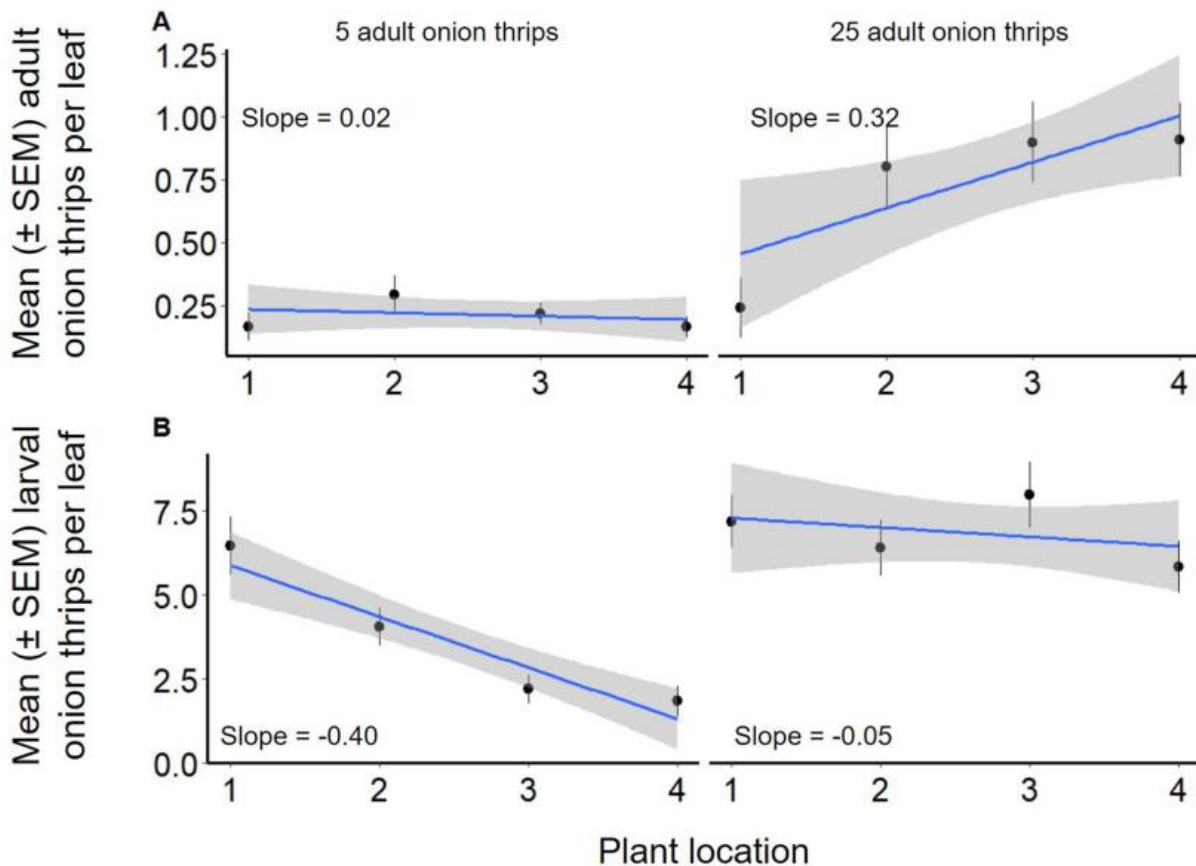 A
5 adult onion thrips
25 adult onion thrips
Mean (± SEM) adult
onion thrips per leaf
1.25
1.00
0.75
0.50
0.25
Slope = 0.02
Slope = 0.32
1 2 3 4
1 2 3 4
B
Mean (± SEM) larval
onion thrips per leaf
7.5
5.0
2.5
0.0
Slope = -0.40
Slope = -0.05
1 2 3 4
1 2 3 4
Plant location